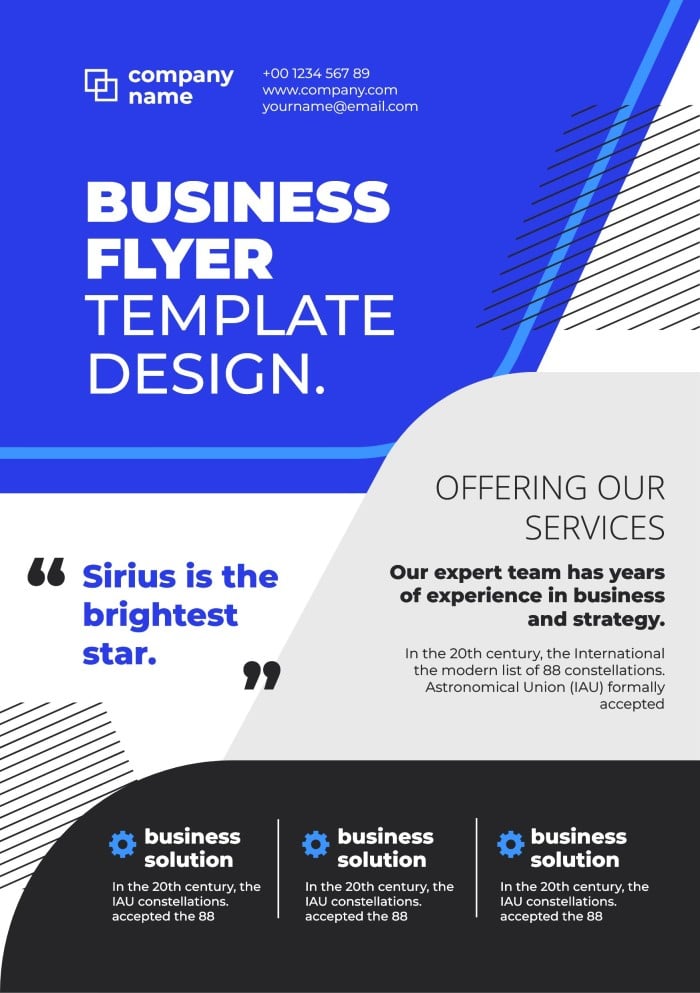 company
name
+00 1234 567 89
www.company.com
yourname@email.com
BUSINESS
FLYER
TEMPLATE
DESIGN.
OFFERING OUR
SERVICES
Our expert team has years
of experience in business
and strategy.
In the 20th century, the International
the modern list of 88 constellations.
Astronomical Union (IAU) formally
accepted
“ Sirius is the
brightest
star. ”
business
solution
In the 20th century, the
IAU constellations.
accepted the 88
business
solution
In the 20th century, the
IAU constellations.
accepted the 88
business
solution
In the 20th century, the
IAU constellations.
accepted the 88